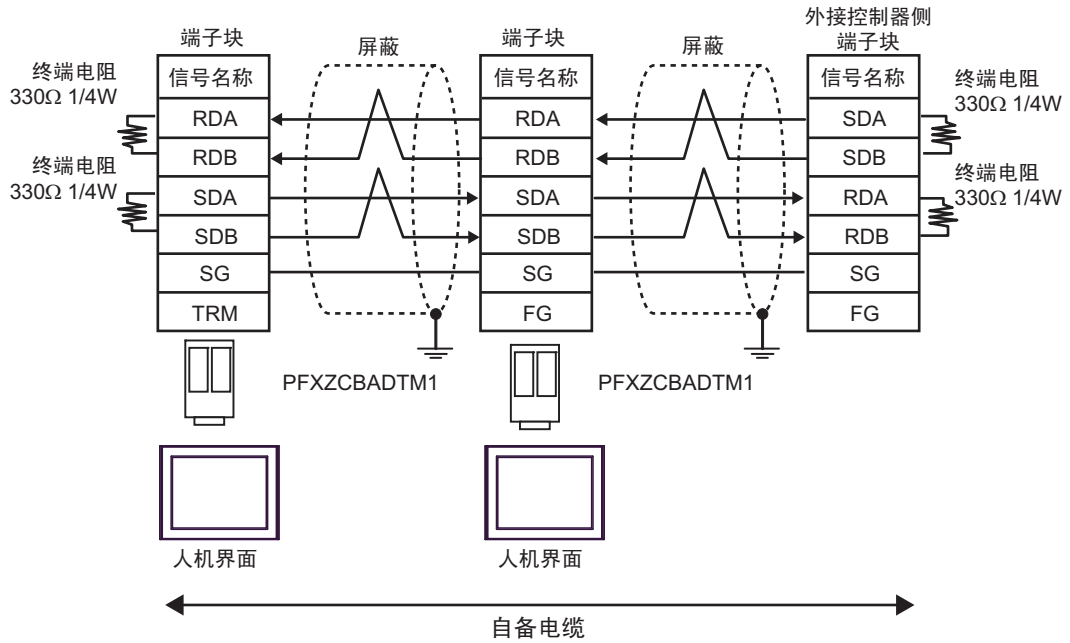 外接控制器侧
端子块
屏蔽
端子块
屏蔽
端子块
终端电阻
330Ω 1/4W
终端电阻
330Ω 1/4W
信号名称
RDA
RDB
SDA
SDB
SG
TRM
信号名称
RDA
RDB
SDA
SDB
SG
FG
信号名称
SDA
SDB
RDA
RDB
SG
FG
终端电阻
330Ω 1/4W
终端电阻
330Ω 1/4W
PFXZCBADTM1
PFXZCBADTM1
人机界面
人机界面
自备电缆